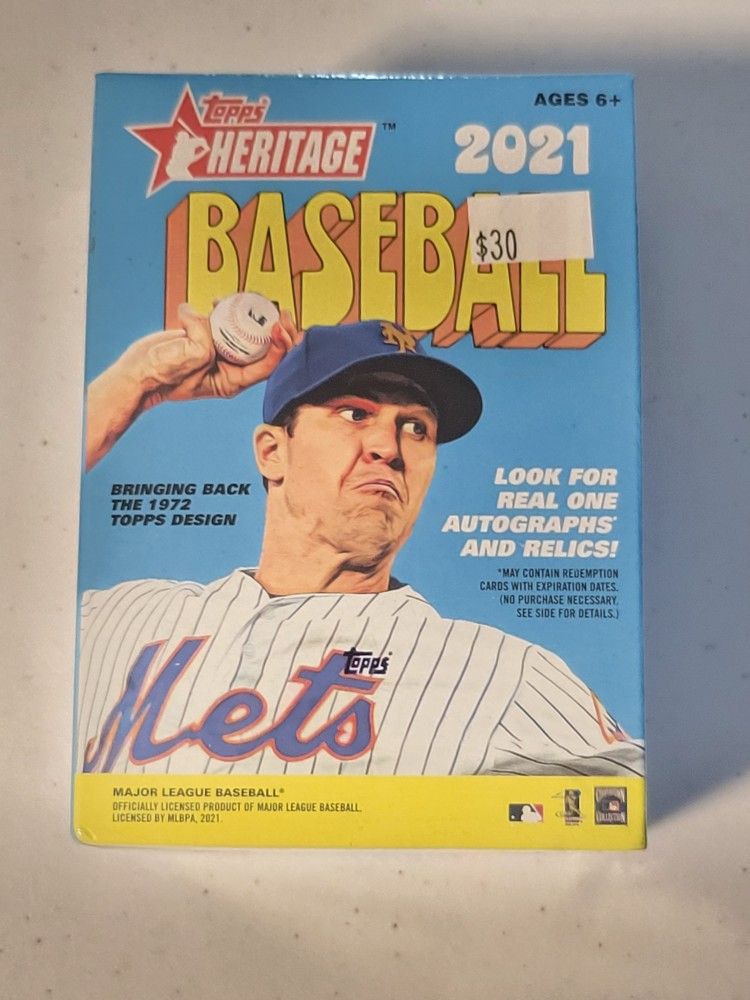 AGES 6+
topps
HERITAGE™
2021
BASEBALL
$30
NY
BRINGING BACK
THE 1972
TOPPS DESIGN
LOOK FOR
REAL ONE
AUTOGRAPHS*
AND RELICS!
*MAY CONTAIN REDEMPTION
CARDS WITH EXPIRATION DATES.
(NO PURCHASE NECESSARY.
SEE SIDE FOR DETAILS.)
topps
Mets
MAJOR LEAGUE BASEBALL®
OFFICIALLY LICENSED PRODUCT OF MAJOR LEAGUE BASEBALL.
LICENSED BY MLBPA, 2021.
COLLECTION